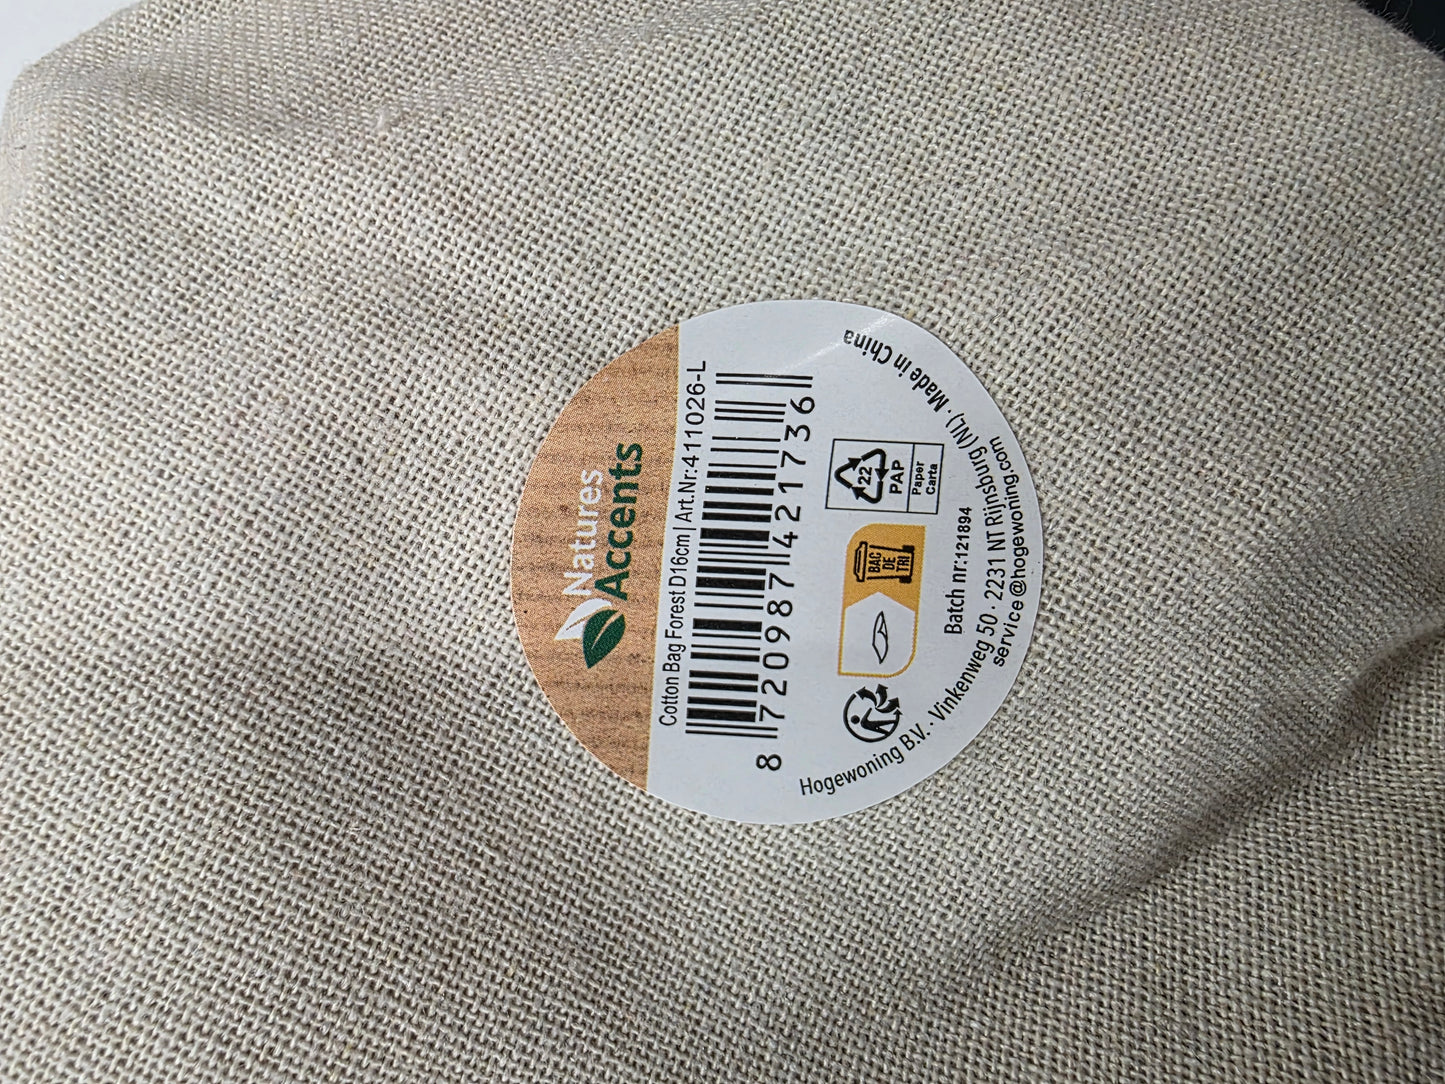 Natures
Accents
Cotton Bag Forest D16cm | Art.Nr:411026-L
8 720987 421736
22
PAP
Paper
Carta
BAC
DE
TRI
Batch nr:121894
Hogewoning B.V. · Vinkenweg 50 · 2231 NT Rijnsburg (NL) · Made in China
service@hogewoning.com